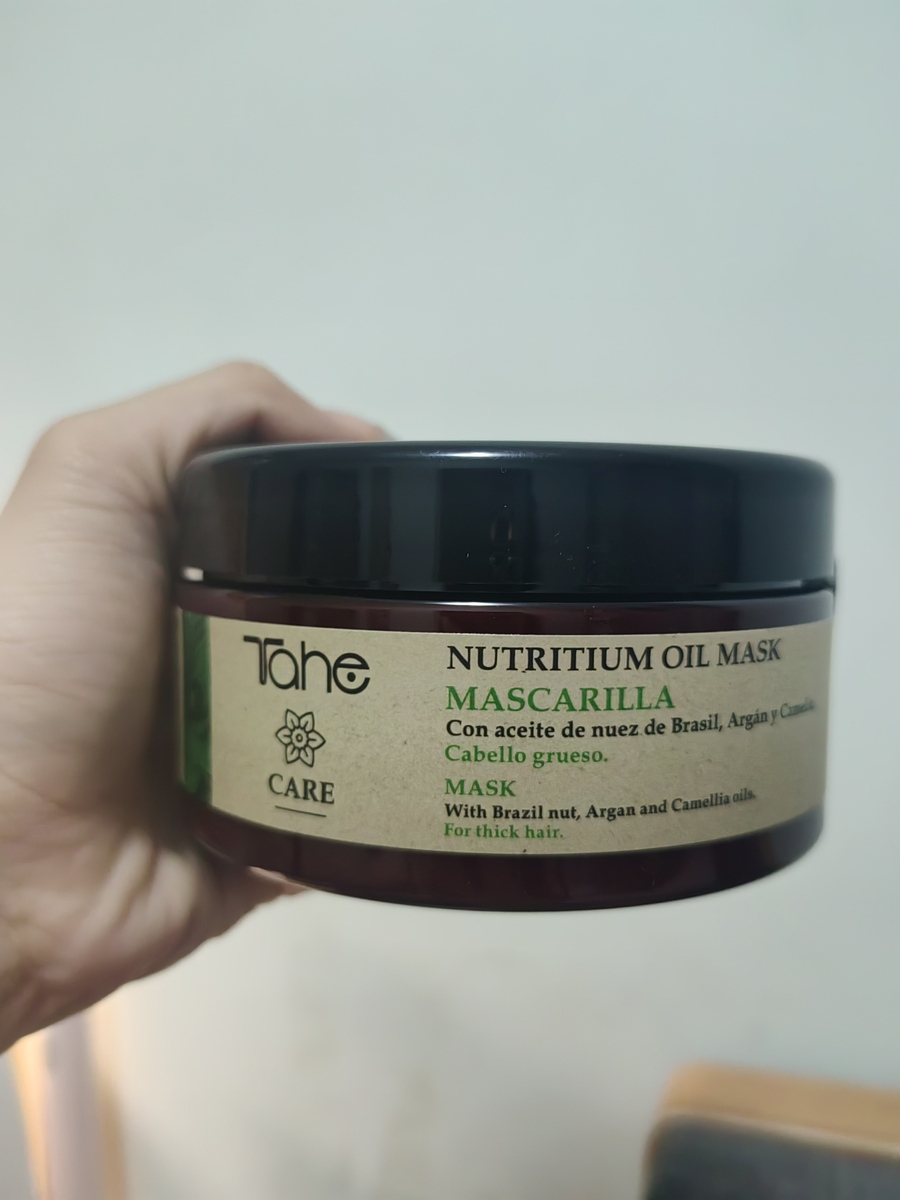 Tahe
CARE
NUTRITIUM OIL MASK
MASCARILLA
Con aceite de nuez de Brasil, Argán y Camelia.
Cabello grueso.
MASK
With Brazil nut, Argan and Camellia oils.
For thick hair.